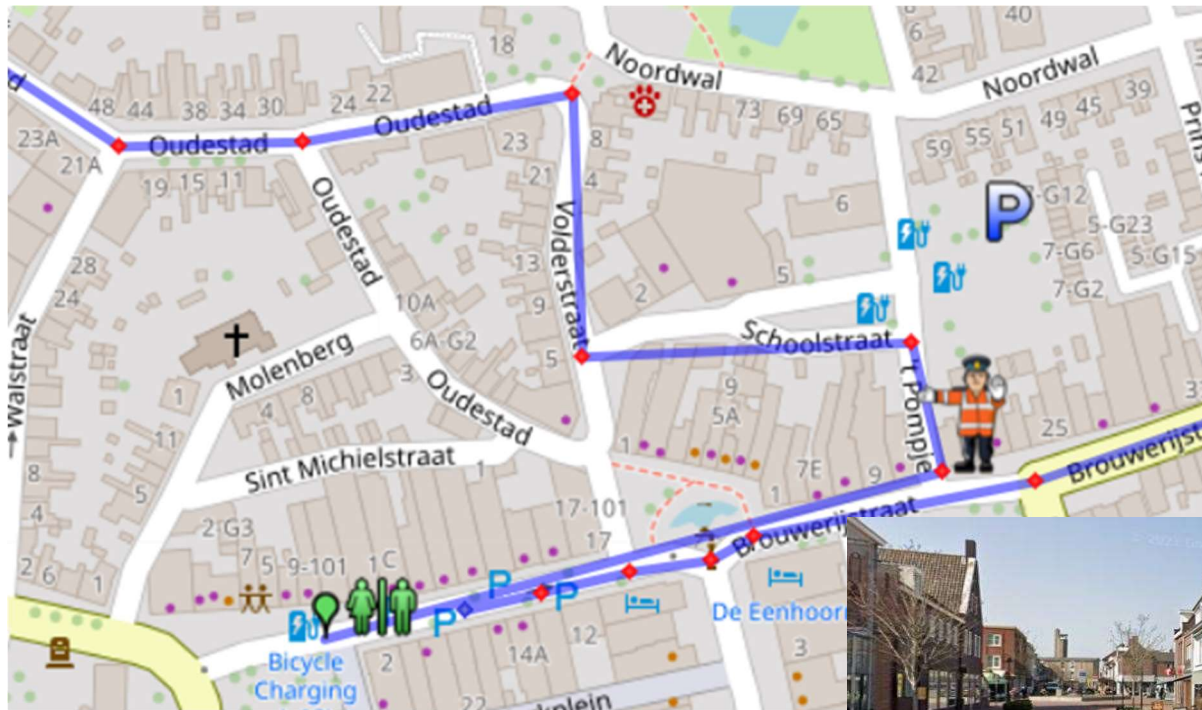 18
Noordwal
6
40
42
Noordwal
48
44
38
34
30
24
22
Oudestad
23A
21A
Oudestad
19
15
11
23
21
8
4
73
69
65
59
55
51
49
45
39
Oudestad
Volderstraat
6
P
7-G12
5-G23
7-G6
5-G15
7-G2
28
24
13
9
5
2
5
10A
6A-G2
Molenberg
3
Oudestad
Schoolstraat
't Pompje
Walstraat
1
4
8
11
5
9
5A
7E
9
1
1
25
Sint Michielstraat
1
8
4
2
6
1
2-G3
7
5
9-101
1C
17-101
17
Brouwerijstraat
P
P
P
De Eenhoorn
Bicycle
Charging
2
14A
12
3
22